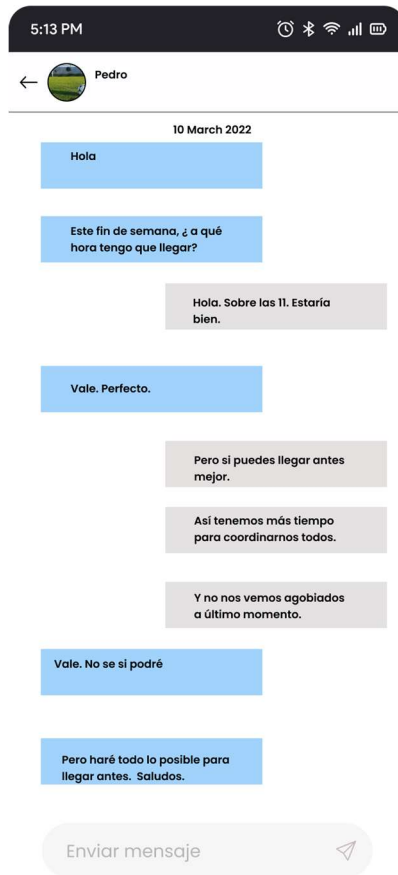 5:13 PM
Pedro
10 March 2022
Hola
Este fin de semana, ¿ a qué
hora tengo que llegar?
Hola. Sobre las 11. Estaría
bien.
Vale. Perfecto.
Pero si puedes llegar antes
mejor.
Así tenemos más tiempo
para coordinarnos todos.
Y no nos vemos agobiados
a último momento.
Vale. No se si podré
Pero haré todo lo posible para
llegar antes. Saludos.
Enviar mensaje